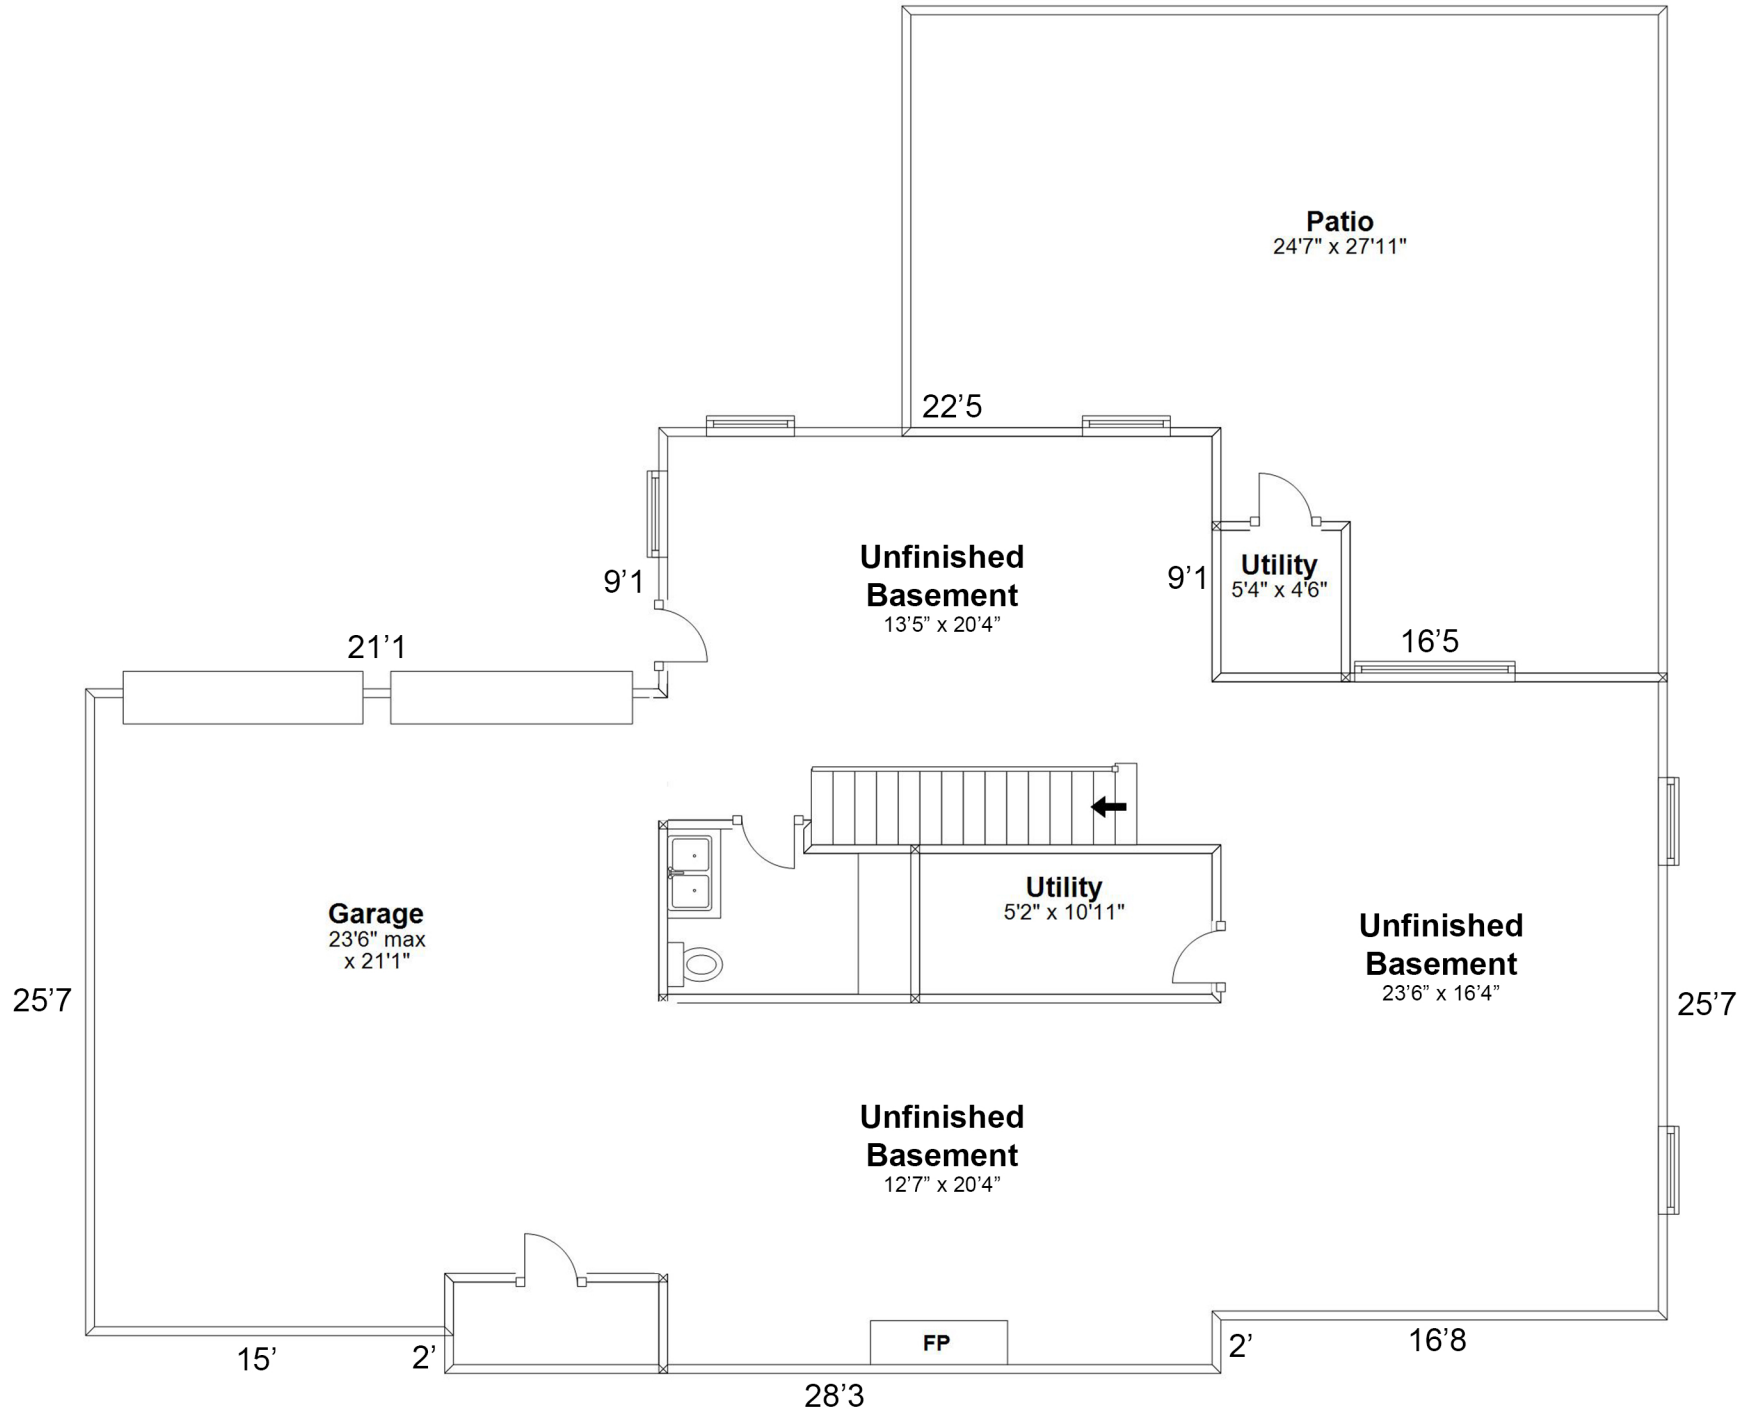 Patio
24'7" x 27'11"
22’5
Unfinished
Basement
13’5” x 20’4”
9’1
9’1
Utility
5'4" x 4'6"
16’5
21’1
Utility
5'2" x 10'11"
Garage
23'6" max
x 21'1"
Unfinished
Basement
23’6” x 16’4”
25’7
25’7
Unfinished
Basement
12’7” x 20’4”
FP
15’
2’
2’
16’8
28’3